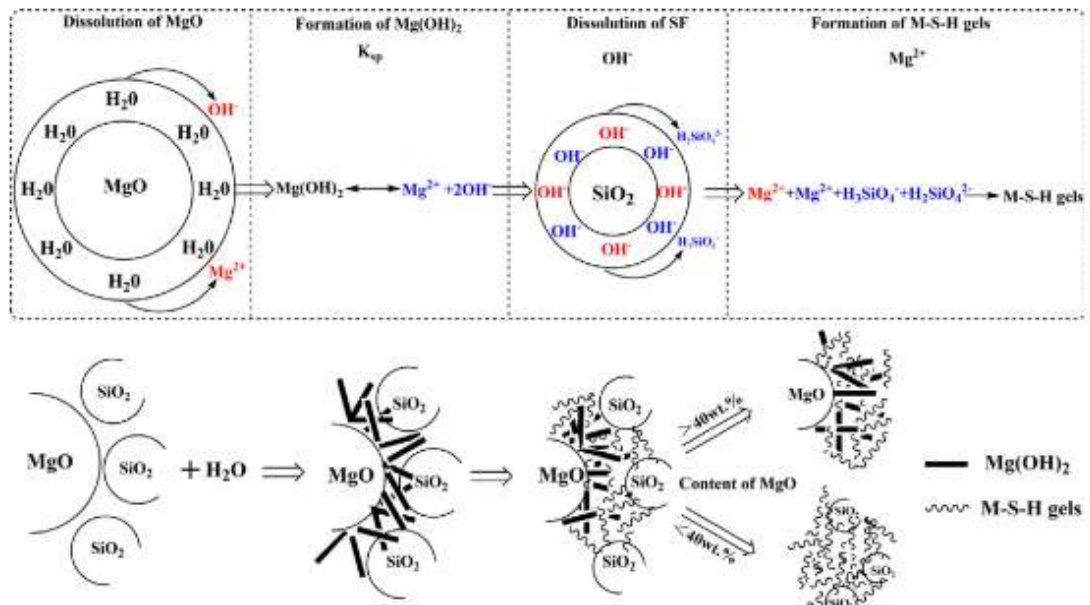 Dissolution of MgO
Formation of Mg(OH)₂
Dissolution of SF
Formation of M-S-H gels
Kₛₚ
OH⁻
Mg²⁺
H₂0
H₂0
H₂0
H₂0
H₂0
H₂0
H₂0
H₂0
MgO
OH⁻
Mg²⁺
Mg(OH)₂
Mg²⁺+2OH⁻
OH⁻
OH⁻
OH⁻
OH⁻
OH⁻
OH⁻
OH⁻
OH⁻
SiO₂
H₂SiO₄²⁻
H₃SiO₄⁻
Mg²⁺+Mg²⁺+H₃SiO₄⁻+H₂SiO₄²⁻
M-S-H gels
SiO₂
MgO
SiO₂
SiO₂
+H₂O
SiO₂
MgO
SiO₂
SiO₂
SiO₂
MgO
SiO₂
SiO₂
>40wt.%
Content of MgO
<40wt.%
MgO
SiO₂
SiO₂
Mg(OH)₂
M-S-H gels